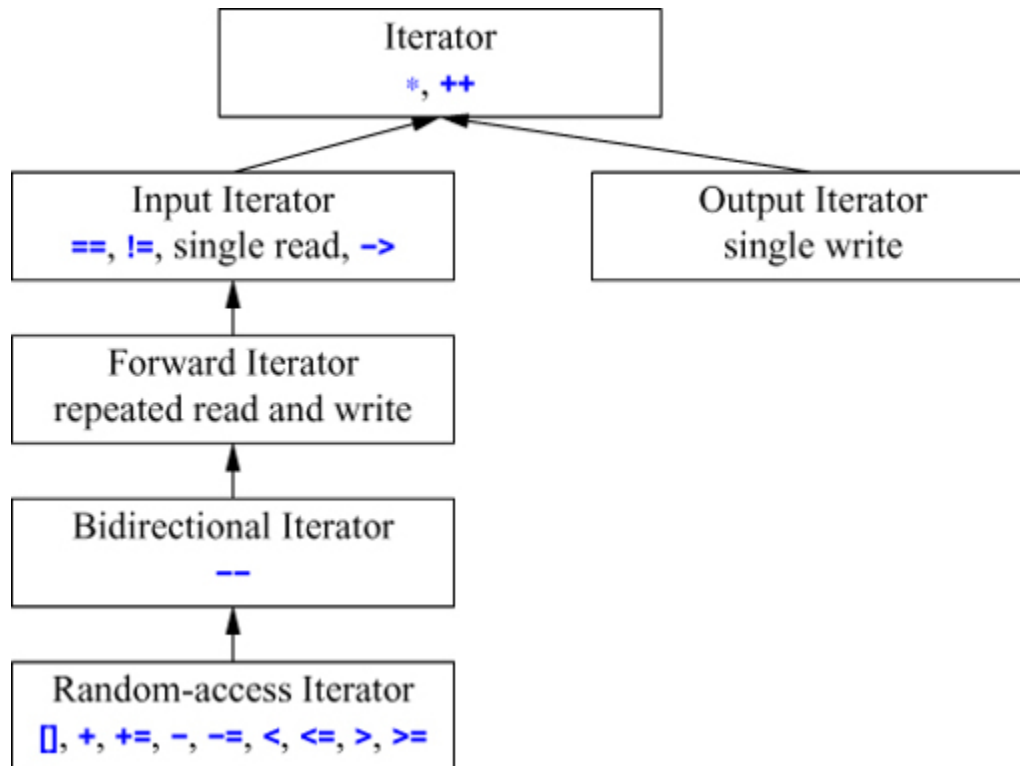 Iterator
*, ++
Input Iterator
==, !=, single read, −>
Output Iterator
single write
Forward Iterator
repeated read and write
Bidirectional Iterator
−−
Random-access Iterator
[], +, +=, −, −=, <, <=, >, >=